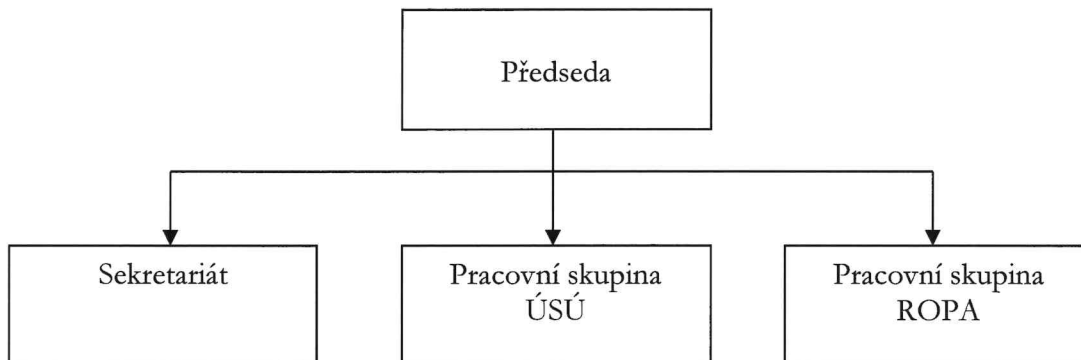 Předseda
Sekretariát
Pracovní skupina
ÚSÚ
Pracovní skupina
ROPA